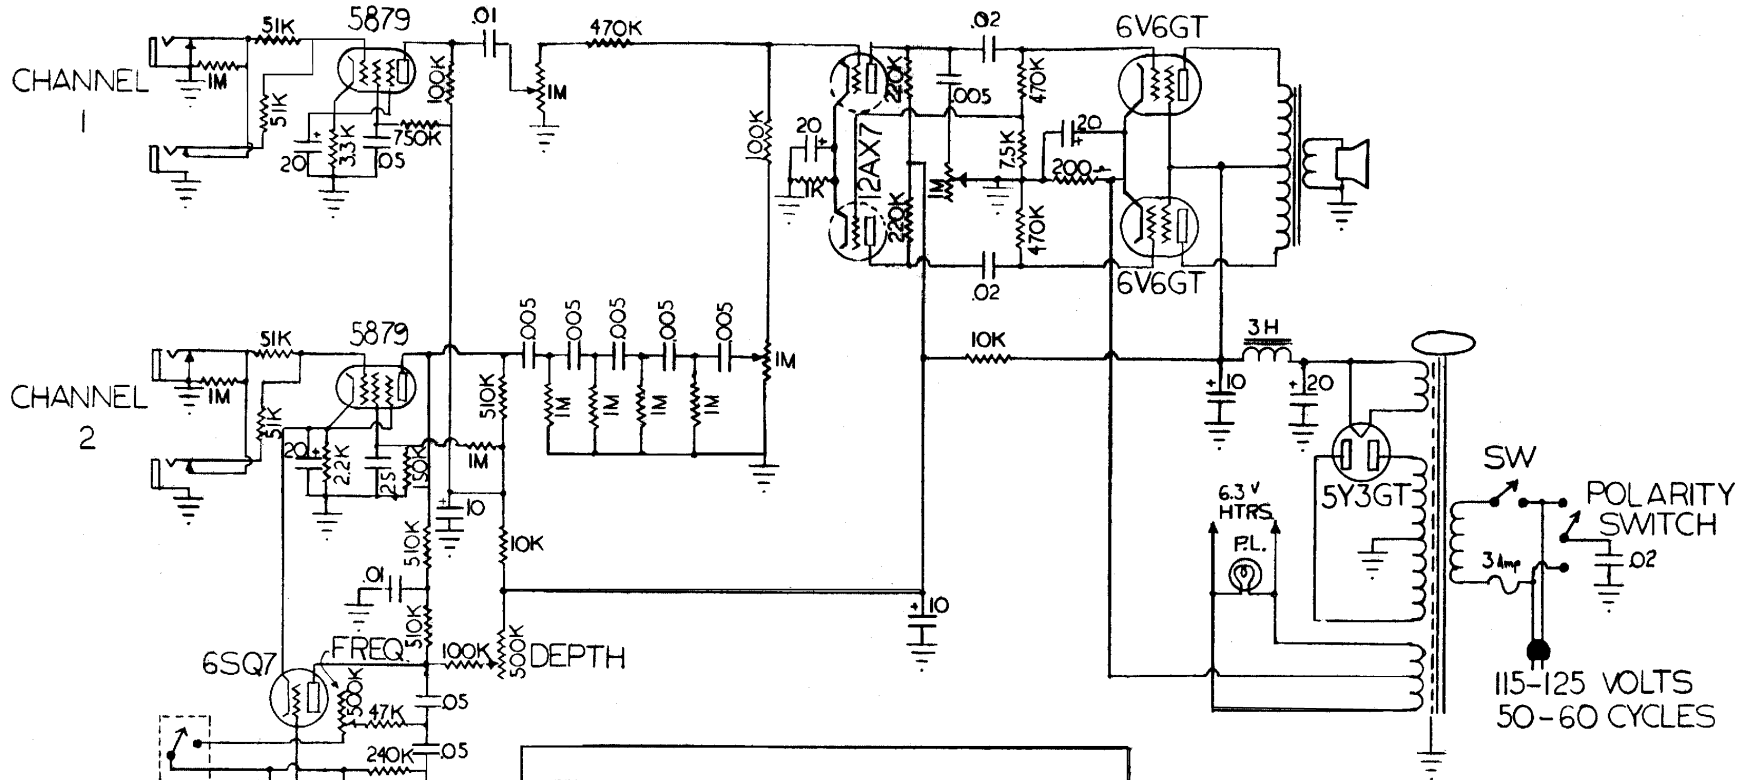 51K
5879
.01
470K
.02
6V6GT
CHANNEL
1
1M
51K
20
3.3K
.05
100K
750K
1M
100K
20
1K
12AX7
220K
220K
.005
1M
470K
7.5K
470K
20
200
.02
6V6GT
CHANNEL
2
51K
5879
1M
51K
20
2.2K
.25
150K
1M
510K
.005
.005
.005
.005
.005
1M
1M
1M
1M
1M
10K
3H
10
20
10
510K
10K
.01
510K
100K
500K
DEPTH
10
6SQ7
FREQ.
500K
47K
.05
240K
.05
5Y3GT
6.3 V
HTRS.
P.L.
SW
POLARITY
SWITCH
3 Amp
.02
115-125 VOLTS
50-60 CYCLES